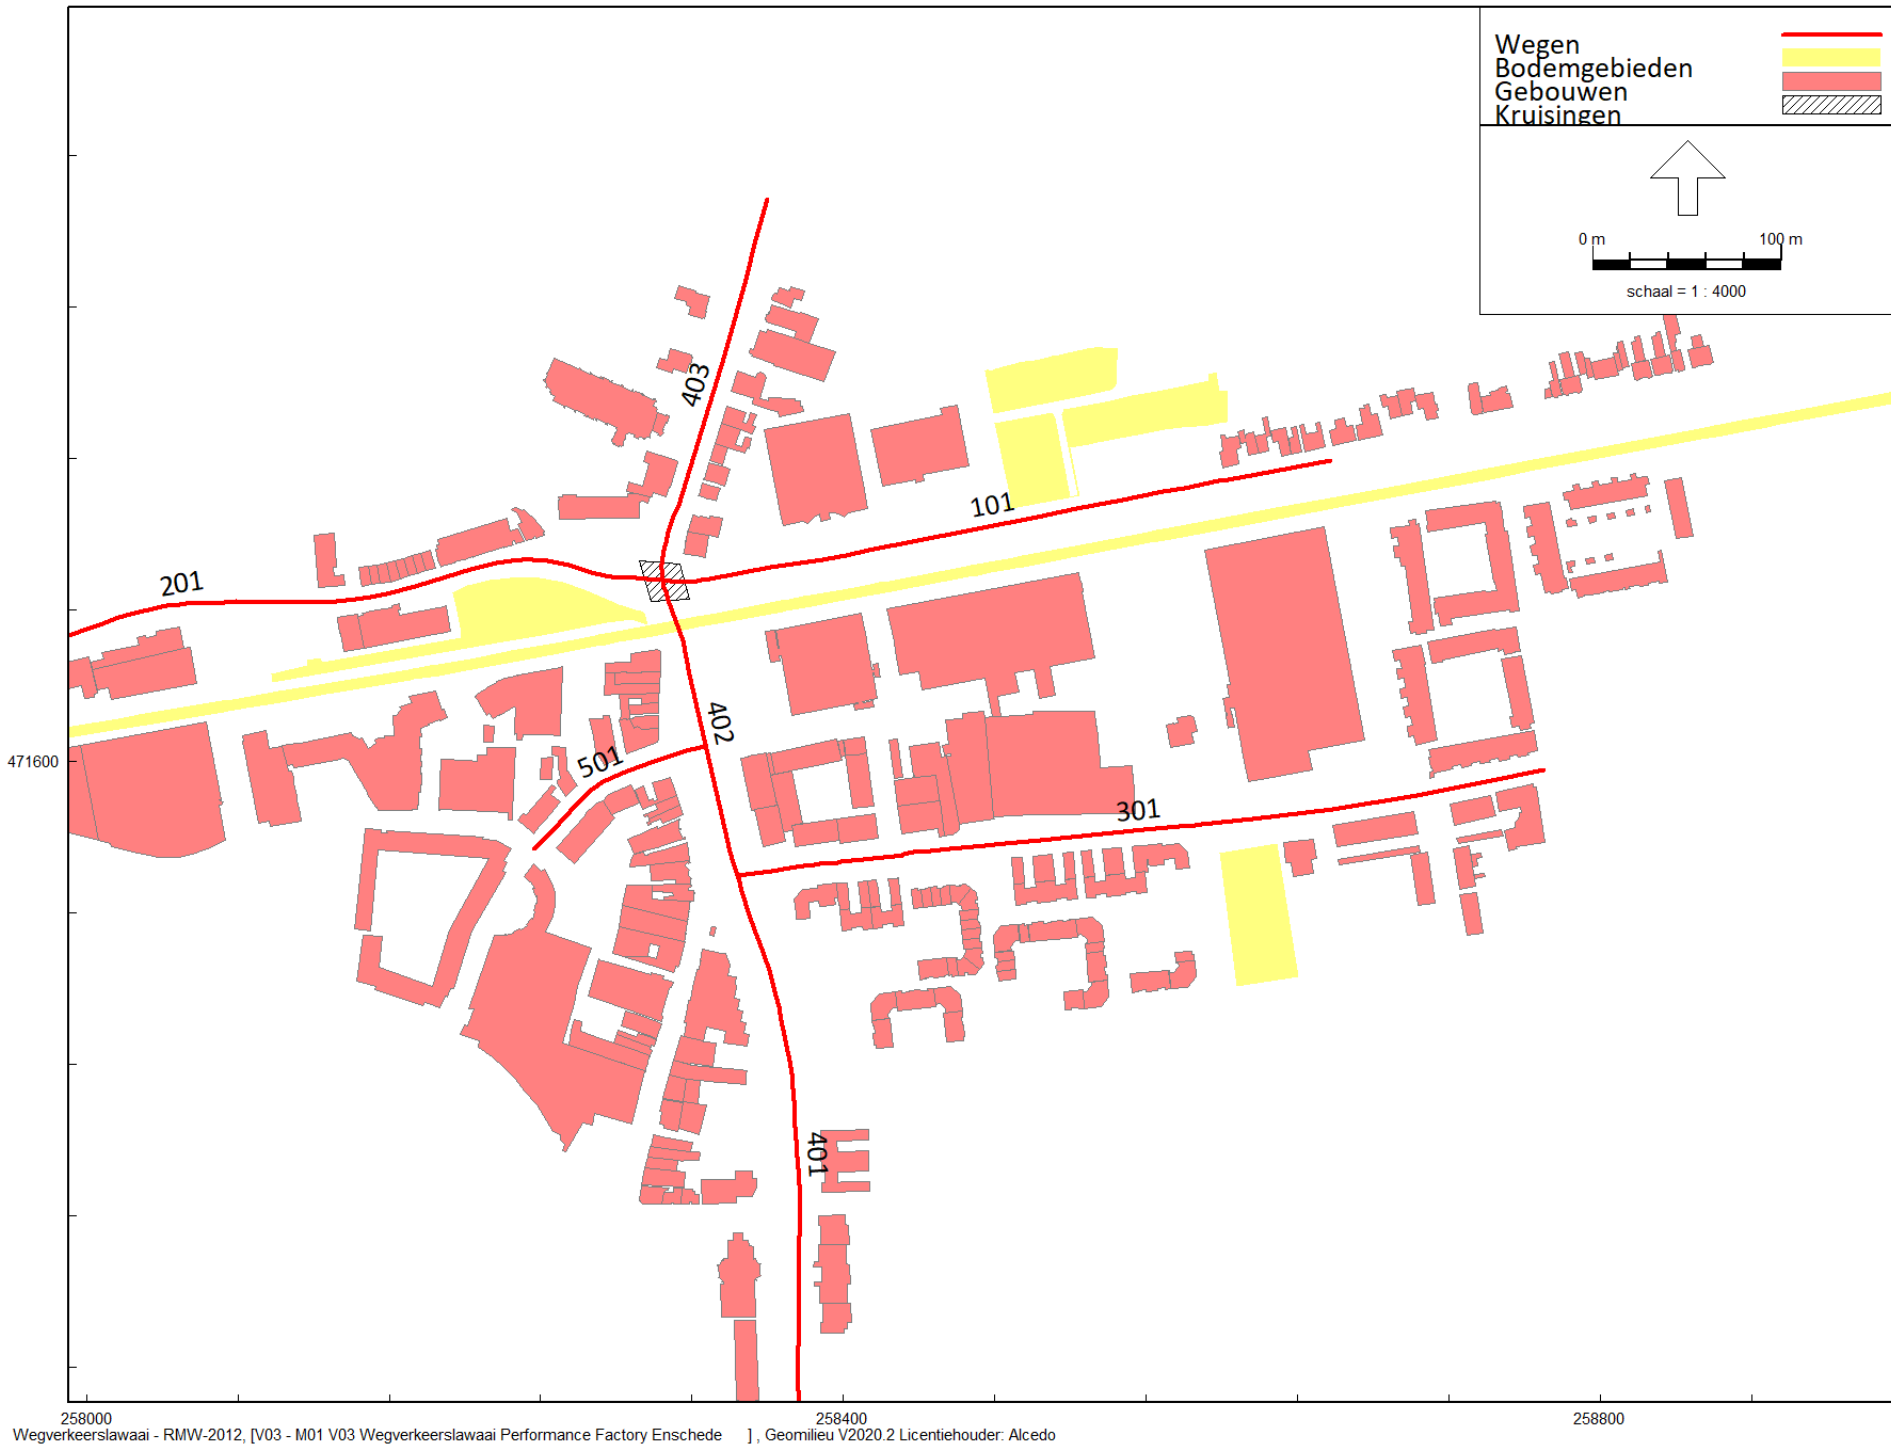 Wegen
Bodemgebieden
Gebouwen
Kruisingen
0 m 100 m
schaal = 1 : 4000
403
101
201
402
501
301
401
471600
258000 258400 258800
Wegverkeerslawaai - RMW-2012, [V03 - M01 V03 Wegverkeerslawaai Performance Factory Enschede ] , Geomilieu V2020.2 Licentiehouder: Alcedo